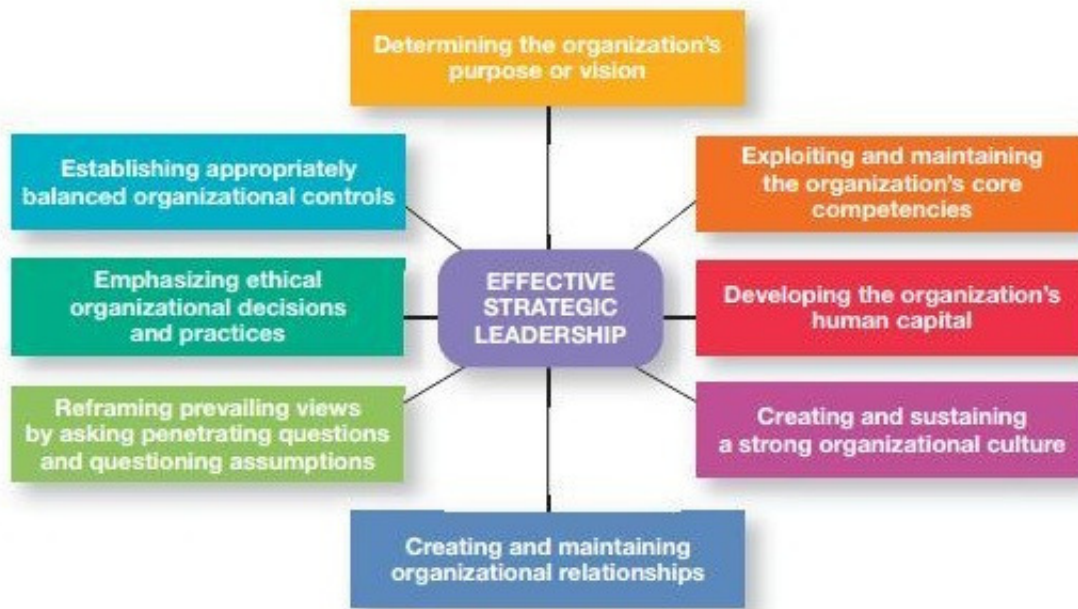 Determining the organization's
purpose or vision
Establishing appropriately
balanced organizational controls
Exploiting and maintaining
the organization's core
competencies
Emphasizing ethical
organizational decisions
and practices
EFFECTIVE
STRATEGIC
LEADERSHIP
Developing the organization's
human capital
Reframing prevailing views
by asking penetrating questions
and questioning assumptions
Creating and sustaining
a strong organizational culture
Creating and maintaining
organizational relationships